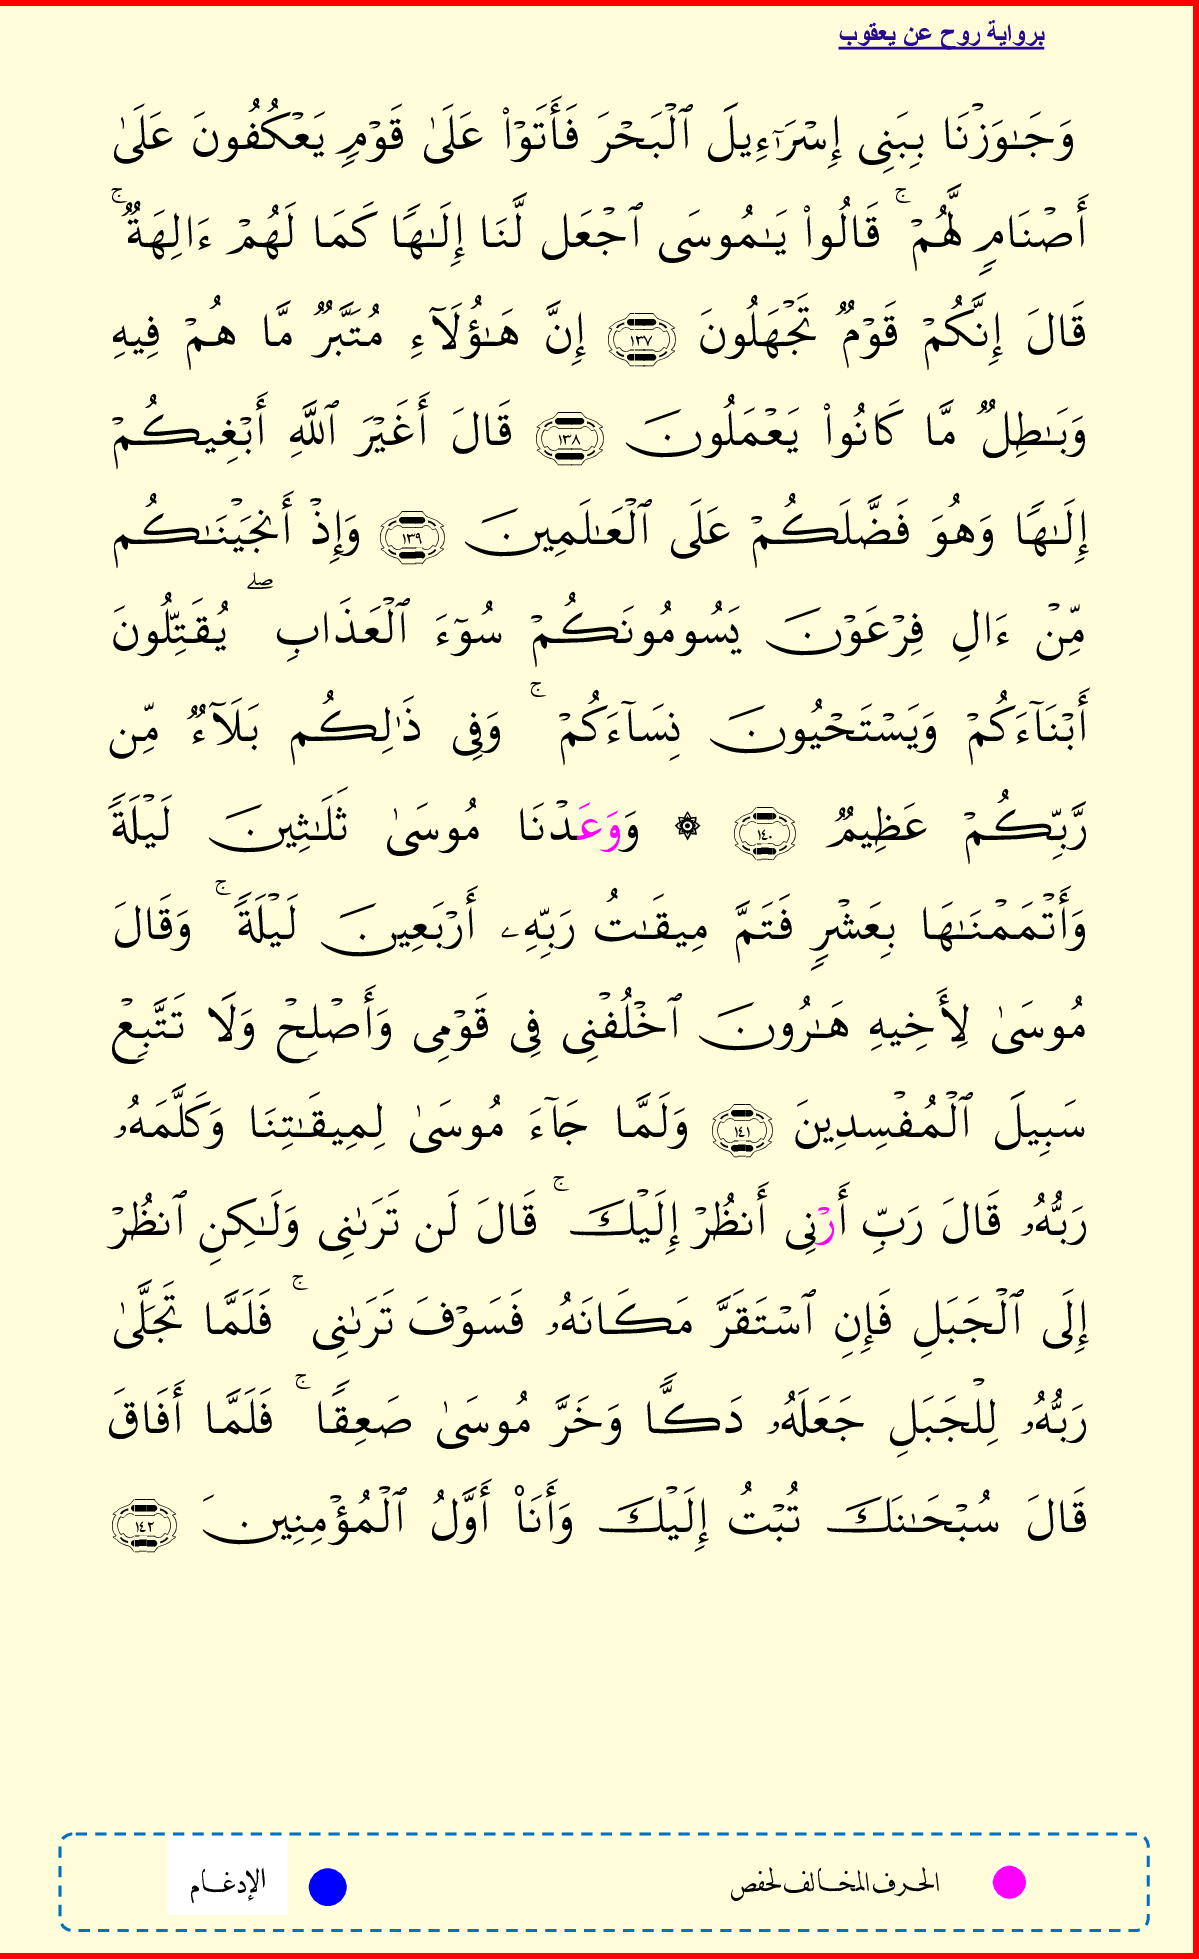 برواية روح عن يعقوب
وَجَٰوَزْنَا بِبَنِى إِسْرَٰٓءِيلَ ٱلْبَحْرَ فَأَتَوْا۟ عَلَىٰ قَوْمٍ يَعْكُفُونَ عَلَىٰ
أَصْنَامٍ لَّهُمْ ۚ قَالُوا۟ يَٰمُوسَى ٱجْعَل لَّنَا إِلَٰهًا كَمَا لَهُمْ ءَالِهَةٌ ۚ
قَالَ إِنَّكُمْ قَوْمٌ تَجْهَلُونَ ١٣٧ إِنَّ هَٰؤُلَآءِ مُتَبَّرٌ مَّا هُمْ فِيهِ
وَبَٰطِلٌ مَّا كَانُوا۟ يَعْمَلُونَ ١٣٨ قَالَ أَغَيْرَ ٱللَّهِ أَبْغِيكُمْ
إِلَٰهًا وَهُوَ فَضَّلَكُمْ عَلَى ٱلْعَٰلَمِينَ ١٣٩ وَإِذْ أَنجَيْنَٰكُم
مِّنْ ءَالِ فِرْعَوْنَ يَسُومُونَكُمْ سُوٓءَ ٱلْعَذَابِ ۖ يُقَتِّلُونَ
أَبْنَآءَكُمْ وَيَسْتَحْيُونَ نِسَآءَكُمْ ۚ وَفِى ذَٰلِكُم بَلَآءٌ مِّن
رَّبِّكُمْ عَظِيمٌ ١٤٠ ۞ وَوَعَدْنَا مُوسَىٰ ثَلَٰثِينَ لَيْلَةً
وَأَتْمَمْنَٰهَا بِعَشْرٍ فَتَمَّ مِيقَٰتُ رَبِّهِۦ أَرْبَعِينَ لَيْلَةً ۚ وَقَالَ
مُوسَىٰ لِأَخِيهِ هَٰرُونَ ٱخْلُفْنِى فِى قَوْمِى وَأَصْلِحْ وَلَا تَتَّبِعْ
سَبِيلَ ٱلْمُفْسِدِينَ ١٤١ وَلَمَّا جَآءَ مُوسَىٰ لِمِيقَٰتِنَا وَكَلَّمَهُۥ
رَبُّهُۥ قَالَ رَبِّ أَرْنِى أَنظُرْ إِلَيْكَ ۚ قَالَ لَن تَرَىٰنِى وَلَٰكِنِ ٱنظُرْ
إِلَى ٱلْجَبَلِ فَإِنِ ٱسْتَقَرَّ مَكَانَهُۥ فَسَوْفَ تَرَىٰنِى ۚ فَلَمَّا تَجَلَّىٰ
رَبُّهُۥ لِلْجَبَلِ جَعَلَهُۥ دَكًّا وَخَرَّ مُوسَىٰ صَعِقًا ۚ فَلَمَّا أَفَاقَ
قَالَ سُبْحَٰنَكَ تُبْتُ إِلَيْكَ وَأَنَا۠ أَوَّلُ ٱلْمُؤْمِنِينَ ١٤٢
الحرف المخالف لحفص الإدغام